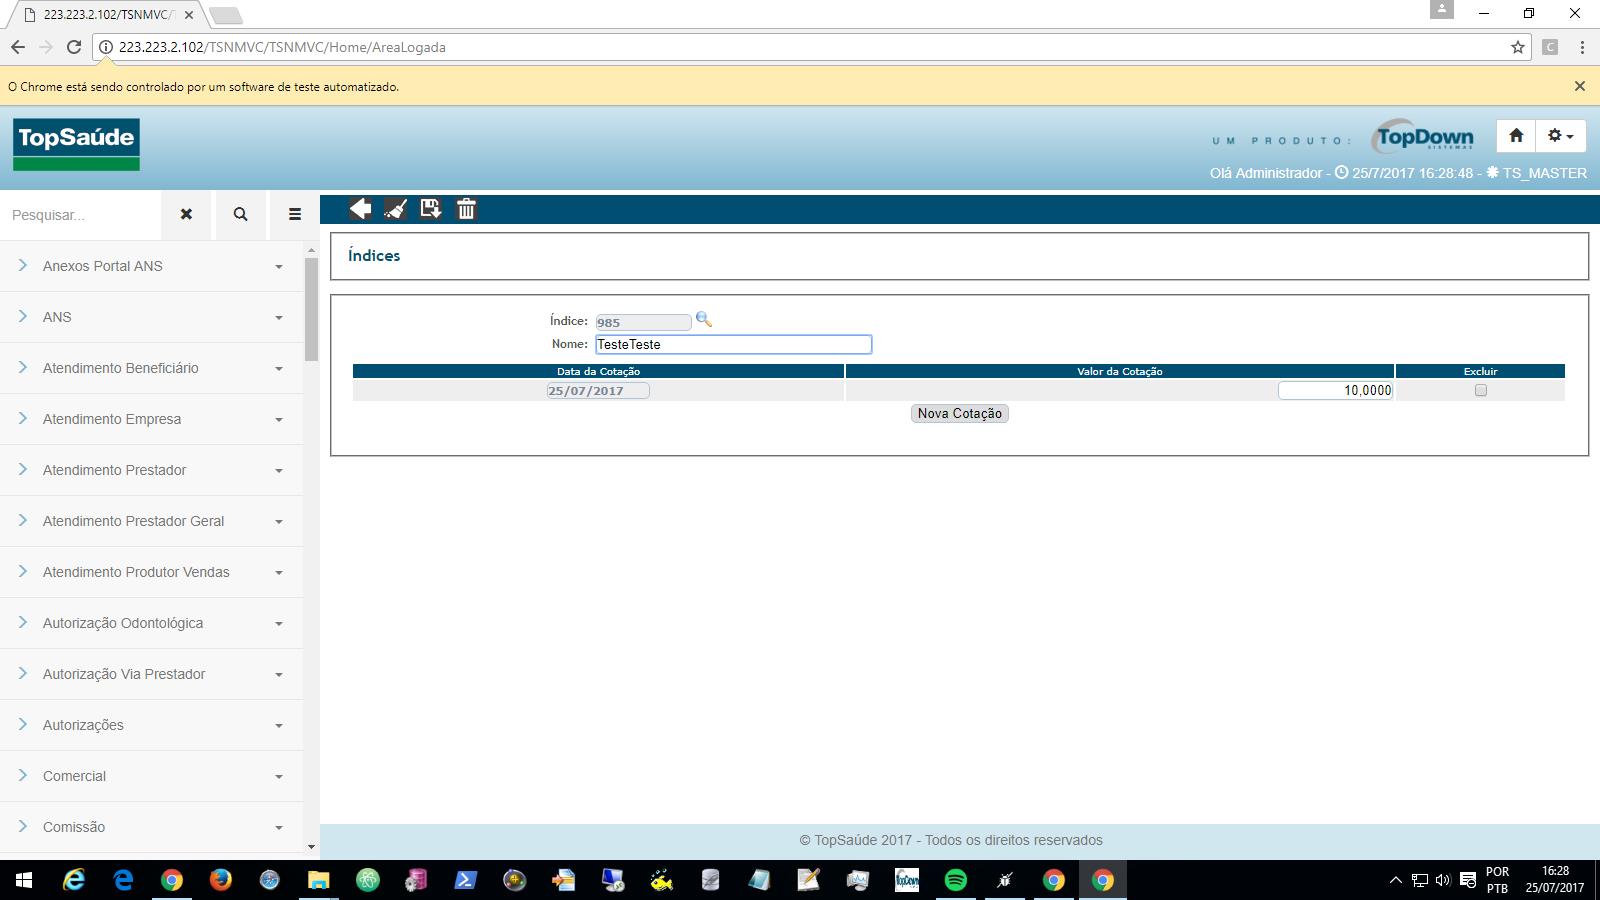 223.223.2.102/TSNMVC/T
223.223.2.102/TSNMVC/TSNMVC/Home/AreaLogada
C
O Chrome está sendo controlado por um software de teste automatizado.
TopSaúde
UM PRODUTO:
TopDown
SISTEMAS
Olá Administrador - 25/7/2017 16:28:48 - TS_MASTER
Pesquisar...
Anexos Portal ANS
ANS
Atendimento Beneficiário
Atendimento Empresa
Atendimento Prestador
Atendimento Prestador Geral
Atendimento Produtor Vendas
Autorização Odontológica
Autorização Via Prestador
Autorizações
Comercial
Comissão
Índices
Índice: 985
Nome: TesteTeste
Data da Cotação Valor da Cotação Excluir
25/07/2017 10,0000
Nova Cotação
© TopSaúde 2017 - Todos os direitos reservados
TopDown
POR
PTB
16:28
25/07/2017